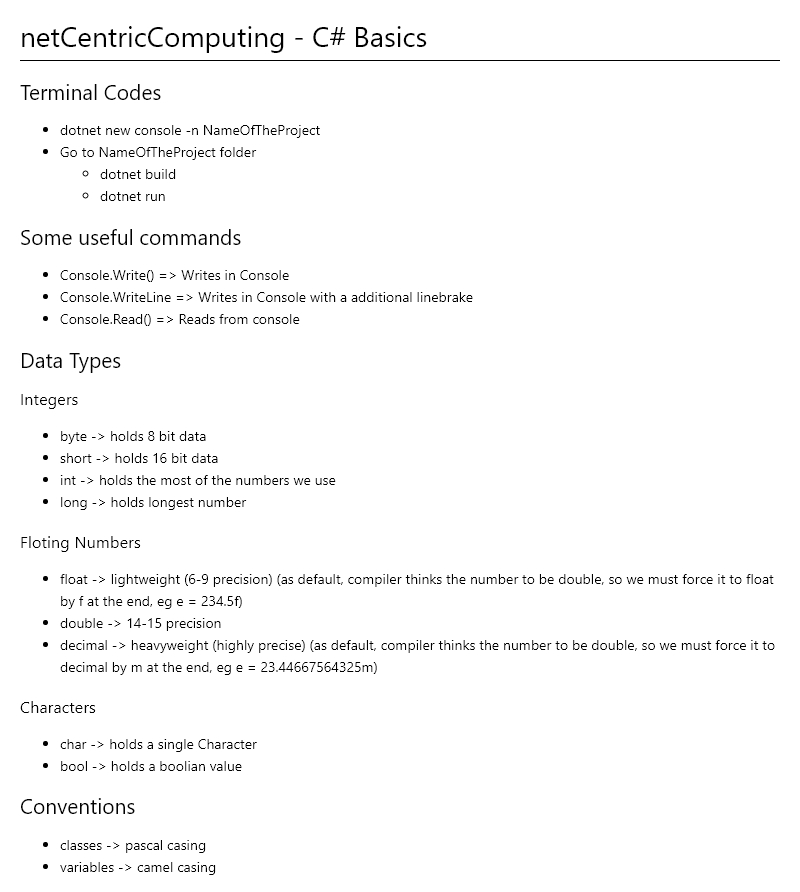 netCentricComputing - C# Basics
Terminal Codes
dotnet new console -n NameOfTheProject
Go to NameOfTheProject folder
dotnet build
dotnet run
Some useful commands
Console.Write() => Writes in Console
Console.WriteLine => Writes in Console with a additional linebrake
Console.Read() => Reads from console
Data Types
Integers
byte -> holds 8 bit data
short -> holds 16 bit data
int -> holds the most of the numbers we use
long -> holds longest number
Floting Numbers
float -> lightweight (6-9 precision) (as default, compiler thinks the number to be double, so we must force it to float
by f at the end, eg e = 234.5f)
double -> 14-15 precision
decimal -> heavyweight (highly precise) (as default, compiler thinks the number to be double, so we must force it to
decimal by m at the end, eg e = 23.44667564325m)
Characters
char -> holds a single Character
bool -> holds a boolian value
Conventions
classes -> pascal casing
variables -> camel casing